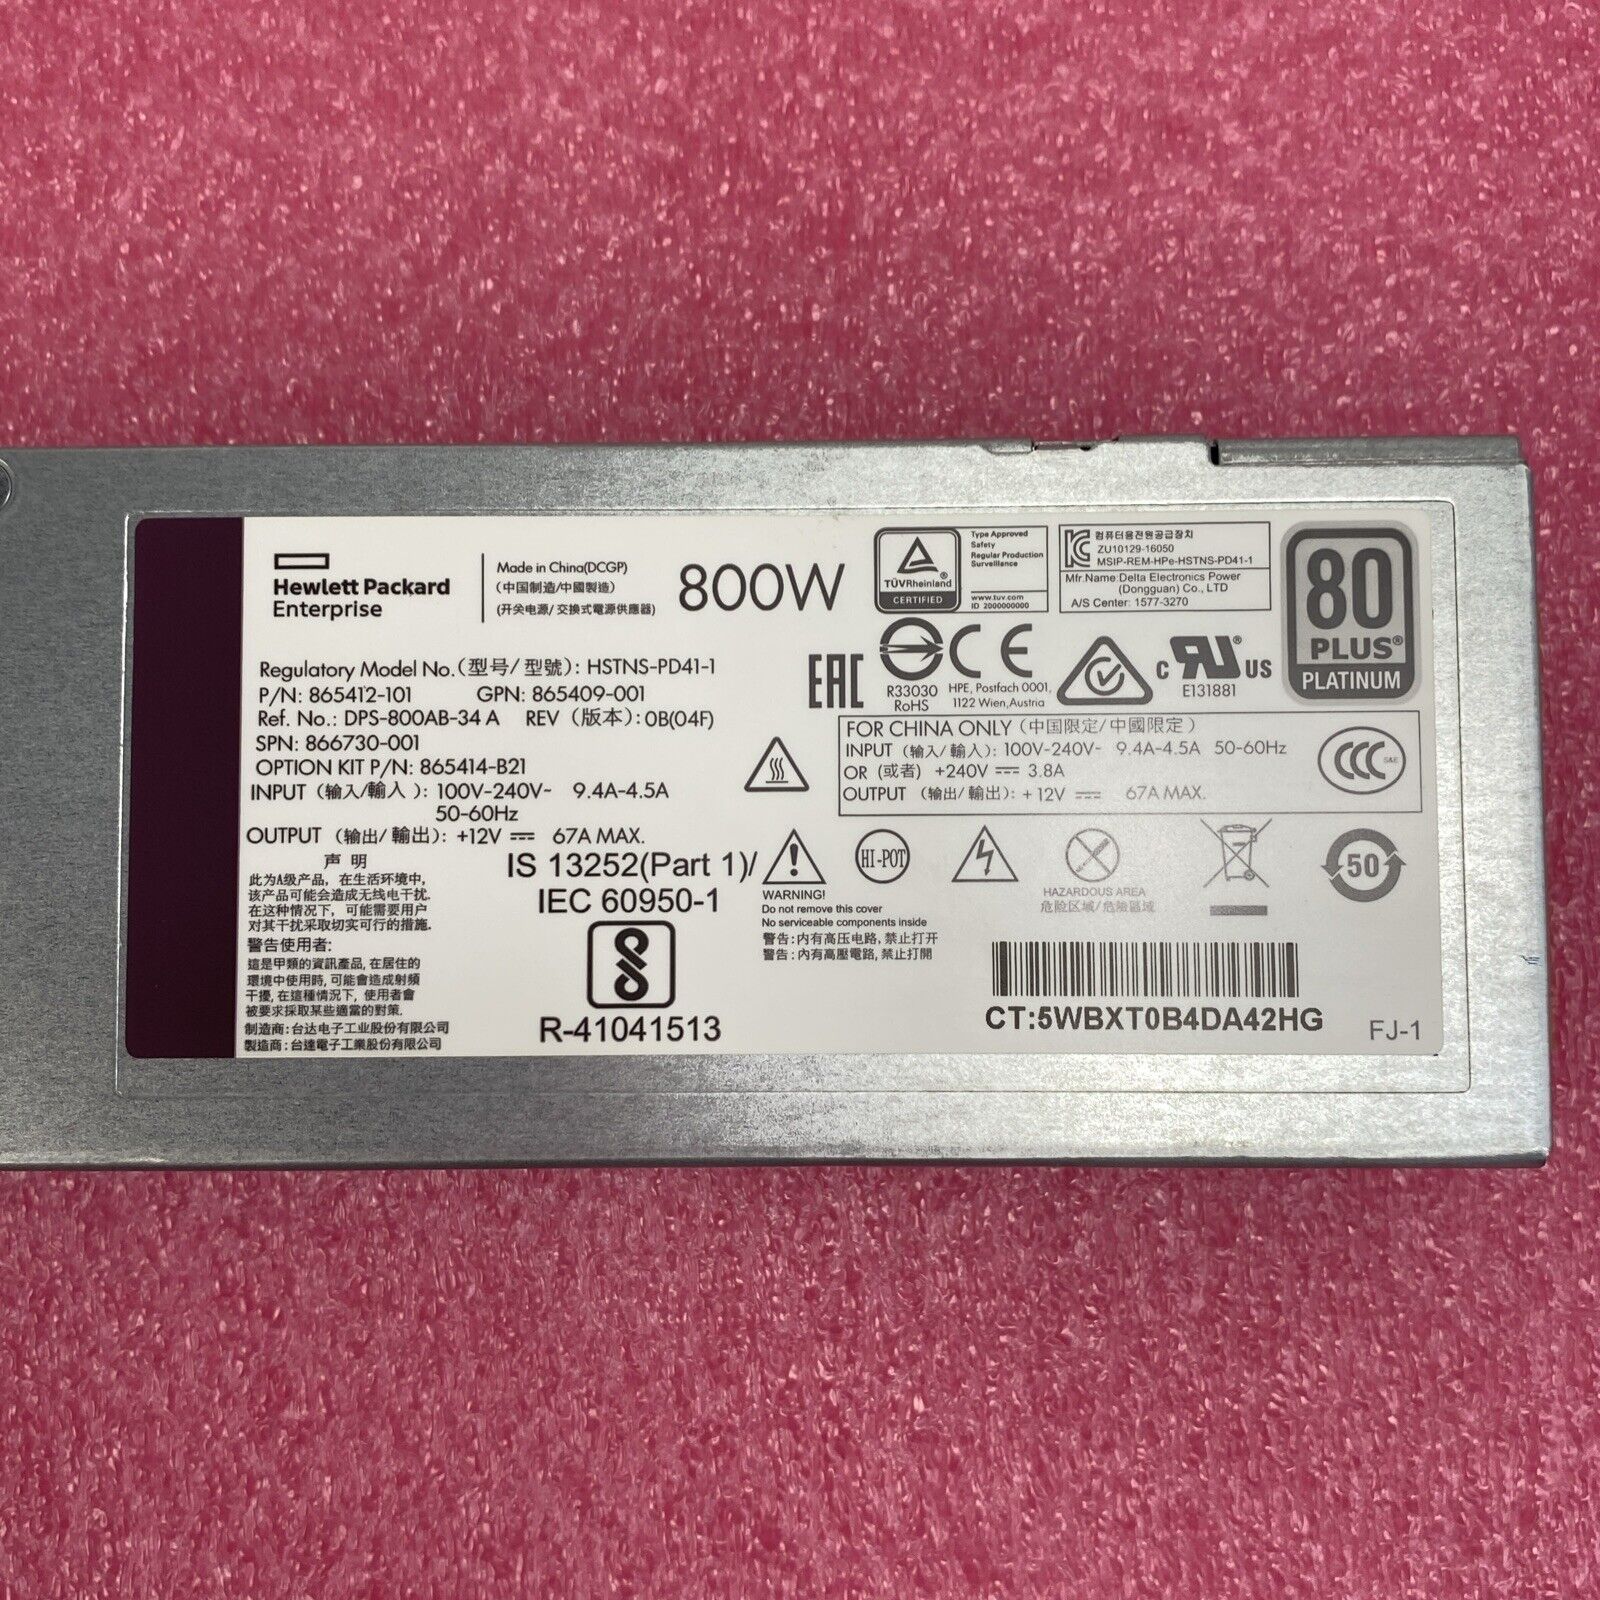 Hewlett Packard
Enterprise
Made in China(DCGP)
(中国制造/中國製造)
(开关电源/交換式電源供應器)
800W
TÜVRheinland
CERTIFIED
Type Approved
Safety
Regular Production
Surveillance
www.tuv.com
ID 2000000000
컴퓨터용전원공급장치
ZU10129-16050
MSIP-REM-HPe-HSTNS-PD41-1
Mfr.Name:Delta Electronics Power
(Dongguan) Co., LTD
A/S Center: 1577-3270
80
PLUS®
PLATINUM
Regulatory Model No.(型号/型號): HSTNS-PD41-1
P/N: 865412-101 GPN: 865409-001
Ref. No.: DPS-800AB-34 A REV (版本): 0B(04F)
SPN: 866730-001
OPTION KIT P/N: 865414-B21
INPUT (输入/輸入): 100V-240V~ 9.4A-4.5A
50-60Hz
OUTPUT (输出/輸出): +12V ⎓ 67A MAX.
EAC
R33030
RoHS
CE
HPE, Postfach 0001,
1122 Wien,Austria
c RU® US
E131881
FOR CHINA ONLY (中国限定/中國限定)
INPUT (输入/輸入): 100V-240V~ 9.4A-4.5A 50-60Hz
OR (或者) +240V ⎓ 3.8A
OUTPUT (输出/輸出): +12V ⎓ 67A MAX.
CCC S&E
声 明
此为A级产品, 在生活环境中,
该产品可能会造成无线电干扰.
在这种情况下, 可能需要用户
对其干扰采取切实可行的措施.
警告使用者:
這是甲類的資訊產品, 在居住的
環境中使用時, 可能會造成射頻
干擾, 在這種情況下, 使用者會
被要求採取某些適當的對策.
制造商:台达电子工业股份有限公司
製造商:台達電子工業股份有限公司
IS 13252(Part 1)/
IEC 60950-1
R-41041513
WARNING!
Do not remove this cover
No serviceable components inside
警告:内有高压电路, 禁止打开
警告:內有高壓電路, 禁止打開
HI-POT
HAZARDOUS AREA
危险区域/危險區域
50
CT:5WBXT0B4DA42HG
FJ-1